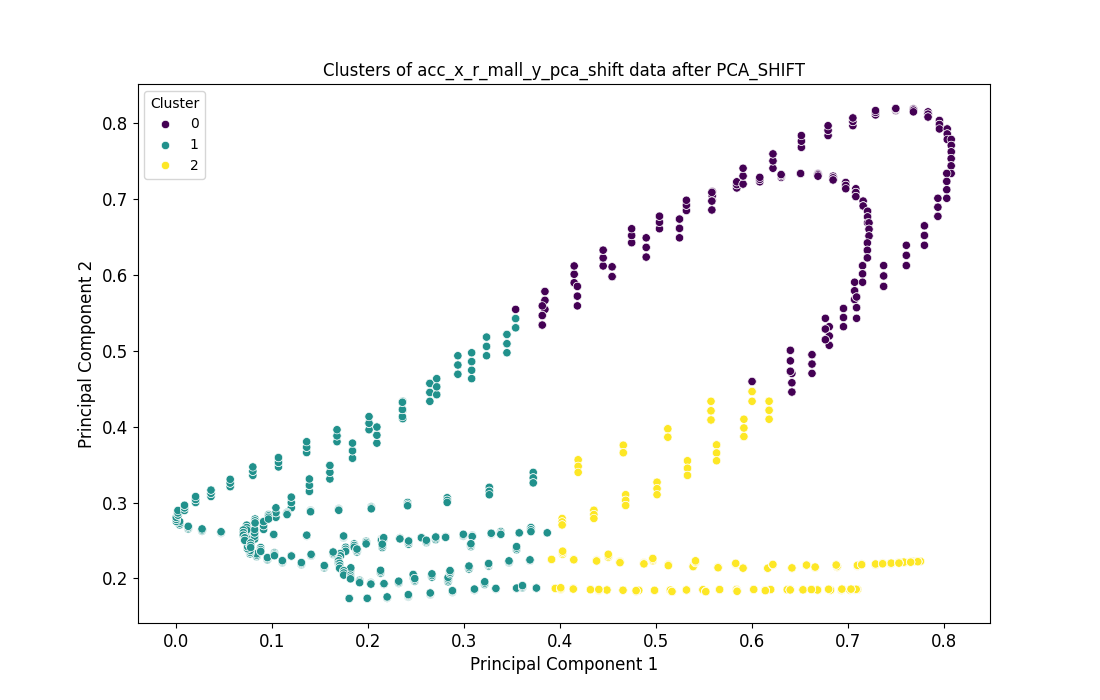 Clusters of acc_x_r_mall_y_pca_shift data after PCA_SHIFT
Cluster
0
1
2
Principal Component 2
0.8
0.7
0.6
0.5
0.4
0.3
0.2
0.0 0.1 0.2 0.3 0.4 0.5 0.6 0.7 0.8
Principal Component 1